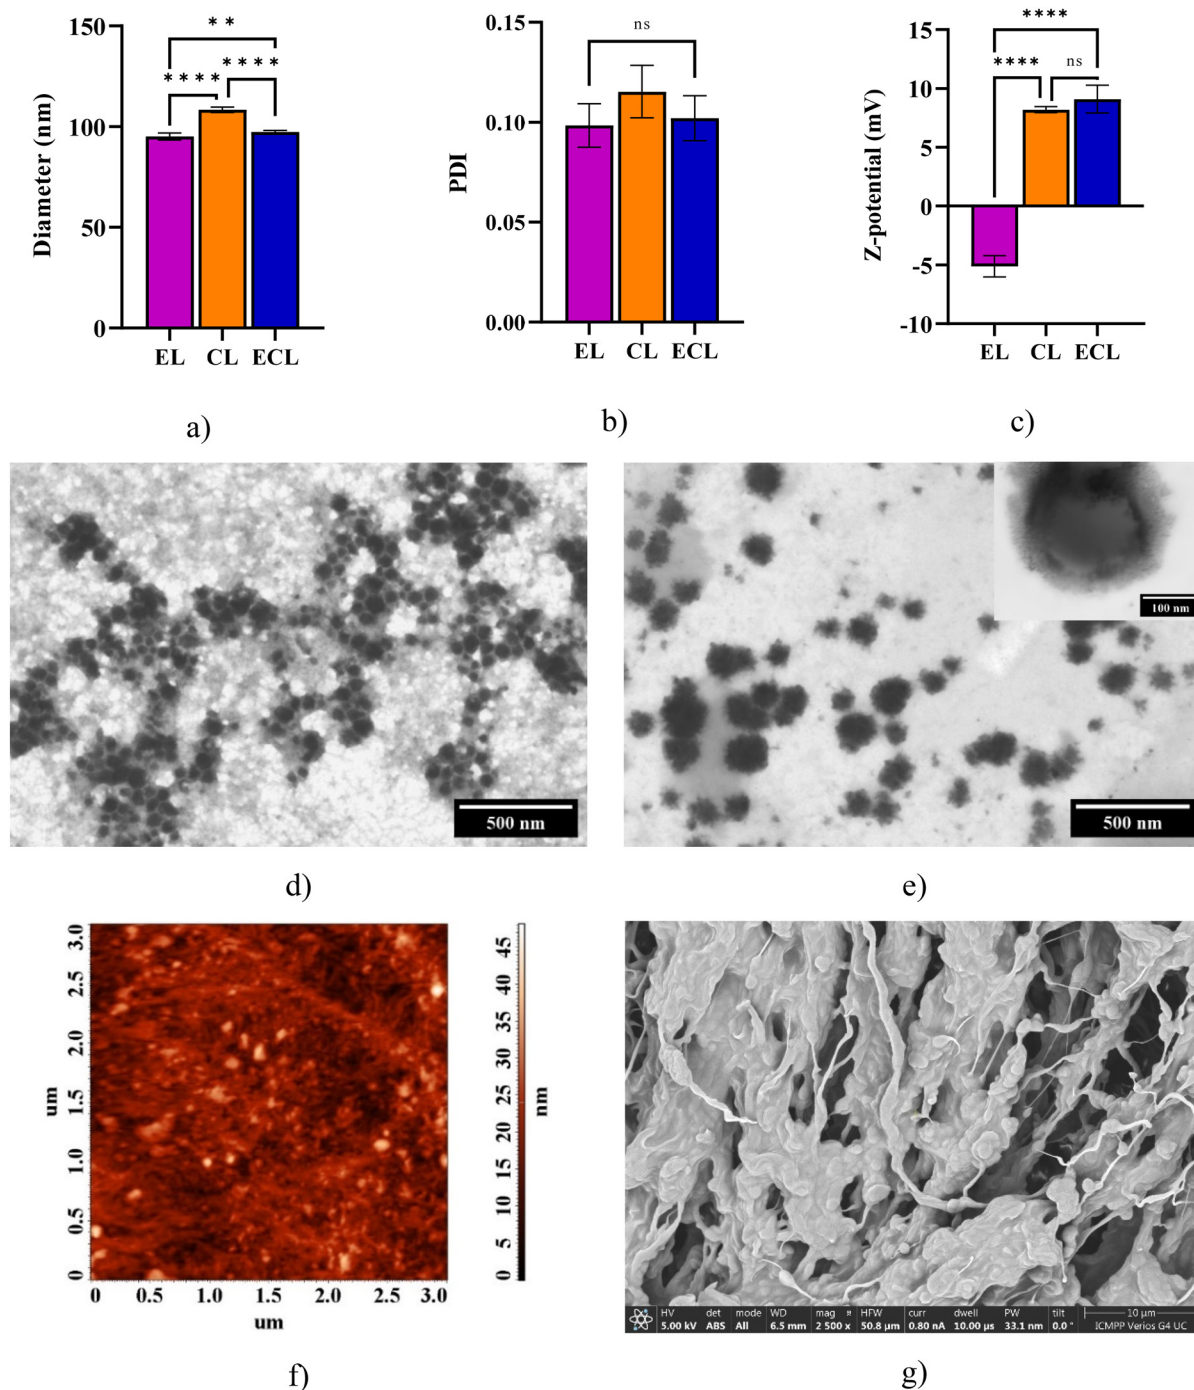 * *
* * * *
* * * *
150
100
50
0
Diameter (nm)
EL CL ECL
a)
ns
0.15
0.10
0.05
0.00
PDI
EL CL ECL
b)
****
****
ns
15
10
5
0
-5
-10
Z-potential (mV)
EL CL ECL
c)
500 nm
d)
100 nm
500 nm
e)
3.0
2.5
2.0
1.5
1.0
0.5
0
um
0 0.5 1.0 1.5 2.0 2.5 3.0
um
45
40
35
30
25
20
15
10
5
0
nm
f)
HV det mode WD mag HFW curr dwell PW tilt 10 µm
5.00 kV ABS All 6.5 mm 2 500 x 50.8 µm 0.80 nA 10.00 µs 33.1 nm 0.0 ° ICMPP Verios G4 UC
g)